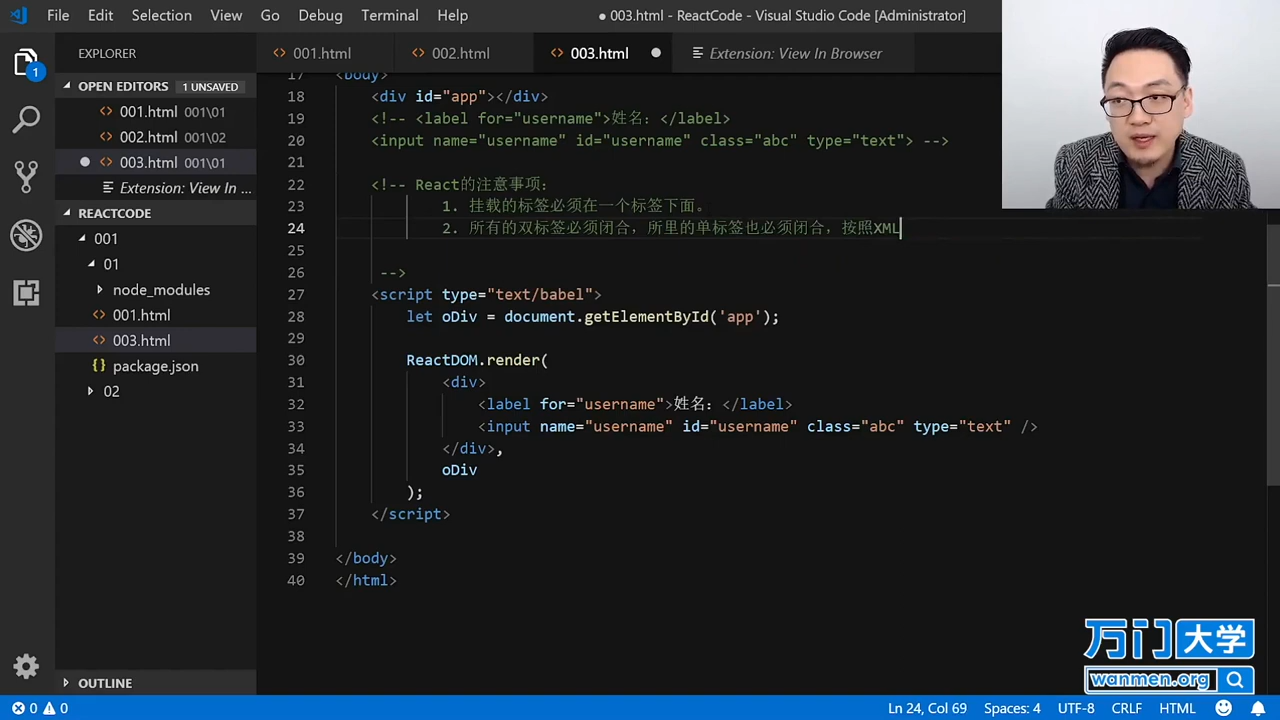 File Edit Selection View Go Debug Terminal Help
● 003.html - ReactCode - Visual Studio Code [Administrator]
EXPLORER
001.html
002.html
003.html
Extension: View In Browser
OPEN EDITORS 1 UNSAVED
001.html 001\01
002.html 001\02
003.html 001\01
Extension: View In ...
REACTCODE
001
01
node_modules
001.html
003.html
package.json
02
OUTLINE
17 <body>
18 <div id="app"></div>
19 <!-- <label for="username">姓名：</label>
20 <input name="username" id="username" class="abc" type="text"> -->
21
22 <!-- React的注意事项：
23 1. 挂载的标签必须在一个标签下面。
24 2. 所有的双标签必须闭合，所里的单标签也必须闭合，按照XML
25
26 -->
27 <script type="text/babel">
28 let oDiv = document.getElementById('app');
29
30 ReactDOM.render(
31 <div>
32 <label for="username">姓名：</label>
33 <input name="username" id="username" class="abc" type="text" />
34 </div>,
35 oDiv
36 );
37 </script>
38
39 </body>
40 </html>
1
万门大学
wanmen.org
0 0
Ln 24, Col 69 Spaces: 4 UTF-8 CRLF HTML